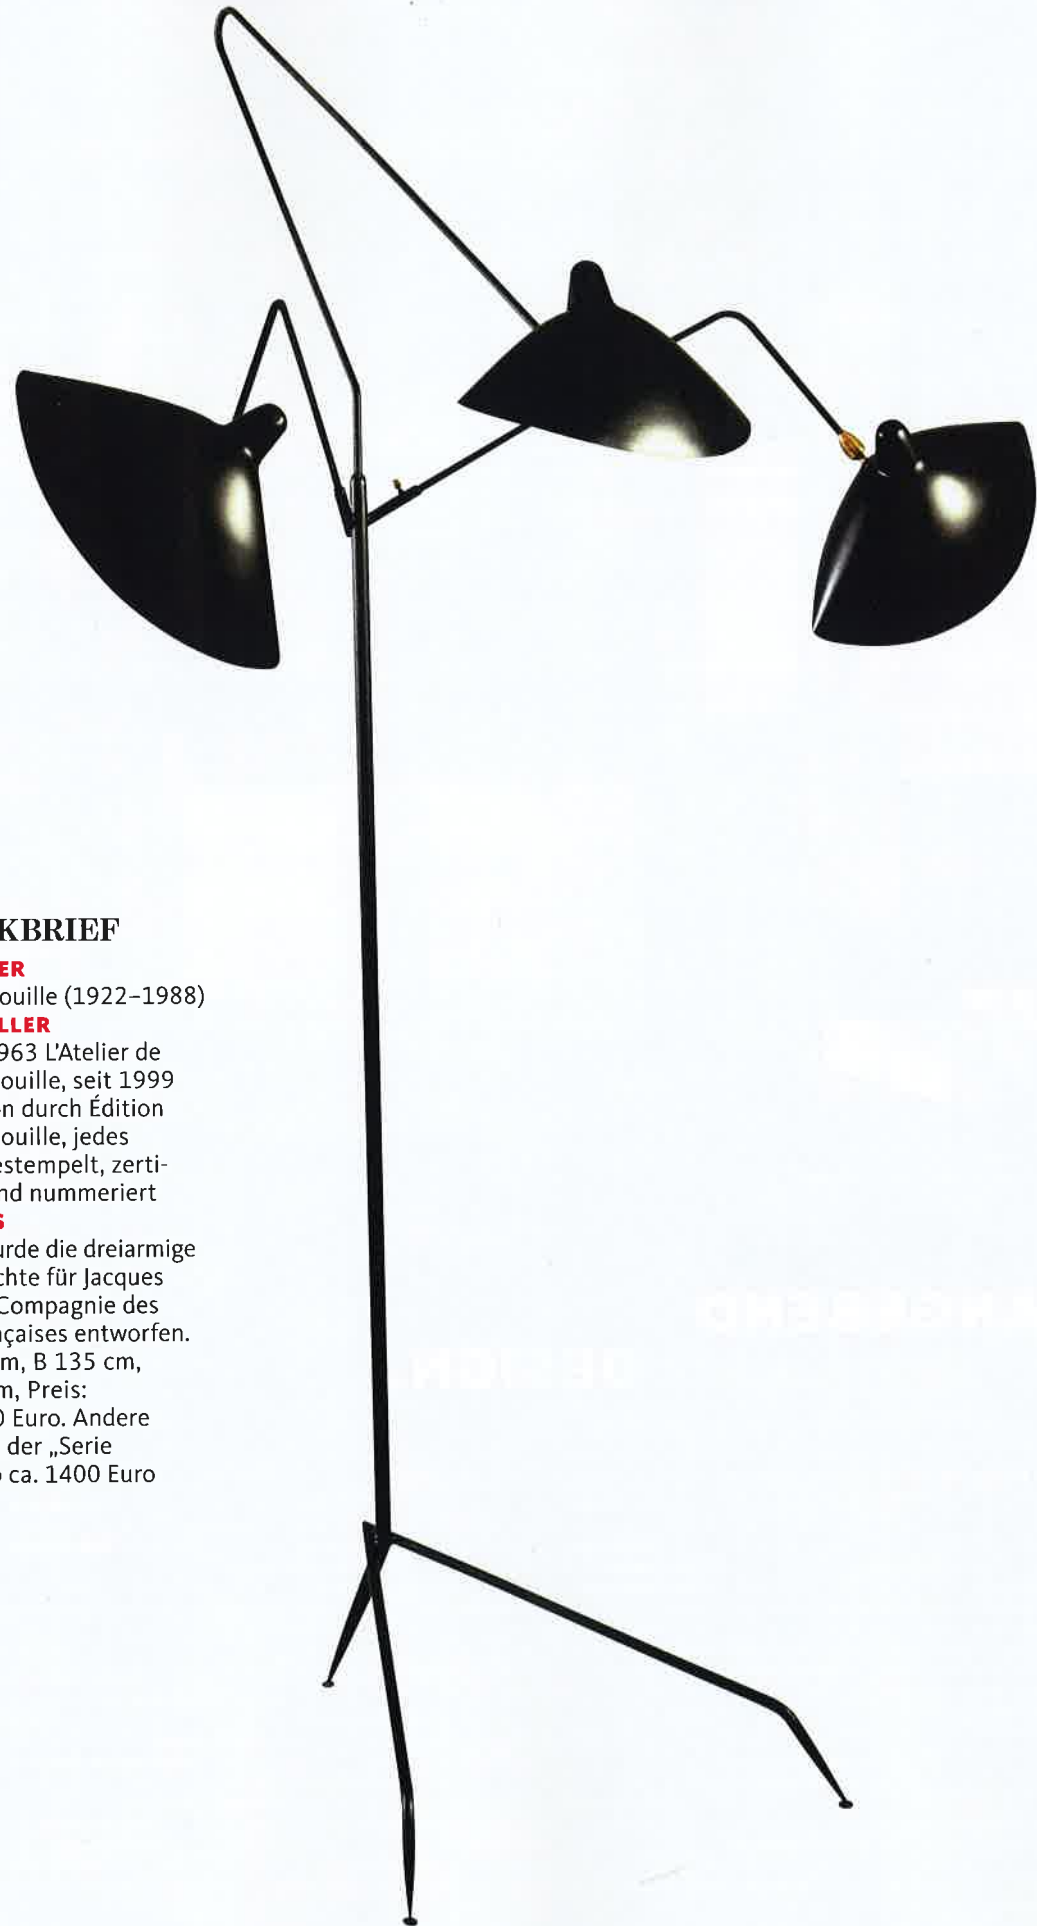 KBRIEF
ER
ouille (1922–1988)
LLER
963 L'Atelier de
ouille, seit 1999
n durch Édition
ouille, jedes
estempelt, zerti-
nd nummeriert
S
urde die dreiarmige
chte für Jacques
Compagnie des
nçaises entworfen.
m, B 135 cm,
m, Preis:
0 Euro. Andere
der „Serie
ca. 1400 Euro